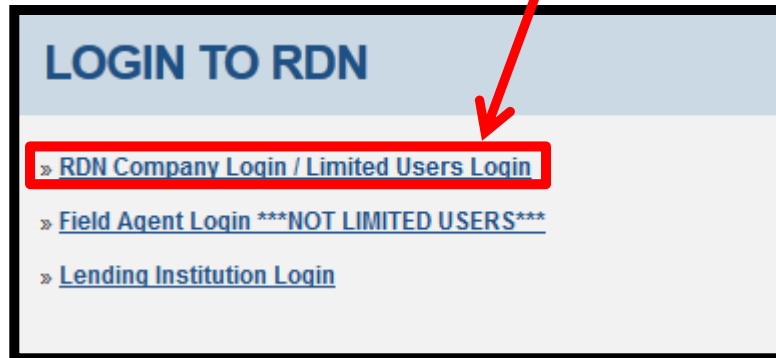 LOGIN TO RDN
» RDN Company Login / Limited Users Login
» Field Agent Login ***NOT LIMITED USERS***
» Lending Institution Login